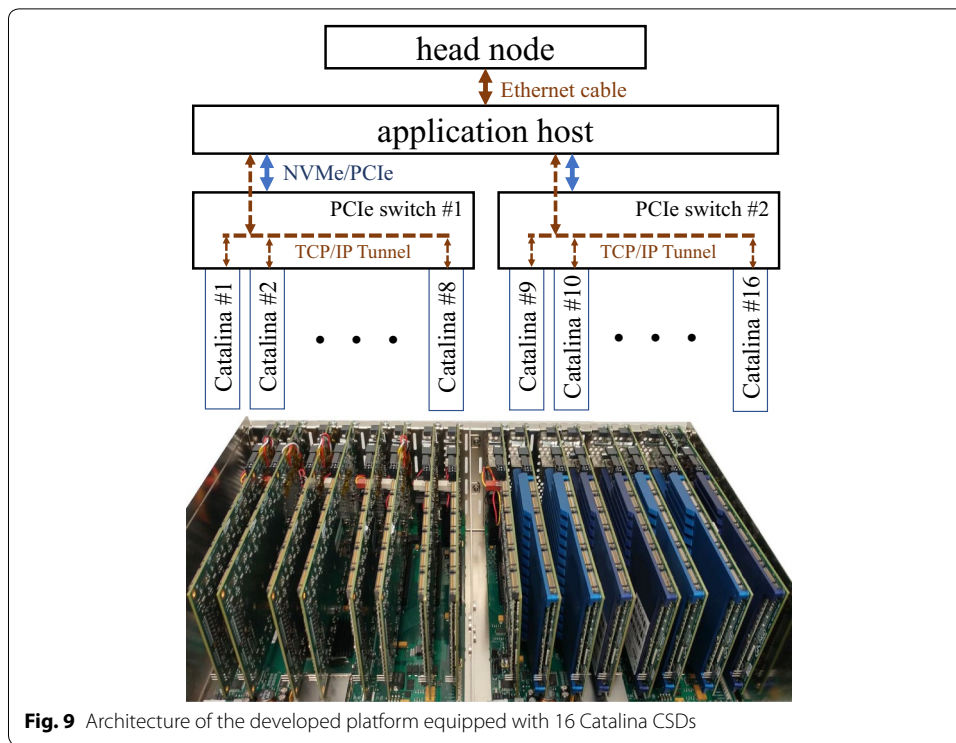 head node
Ethernet cable
application host
NVMe/PCIe
PCIe switch #1
PCIe switch #2
TCP/IP Tunnel
TCP/IP Tunnel
Catalina #1
Catalina #2
Catalina #8
Catalina #9
Catalina #10
Catalina #16
Fig. 9 Architecture of the developed platform equipped with 16 Catalina CSDs